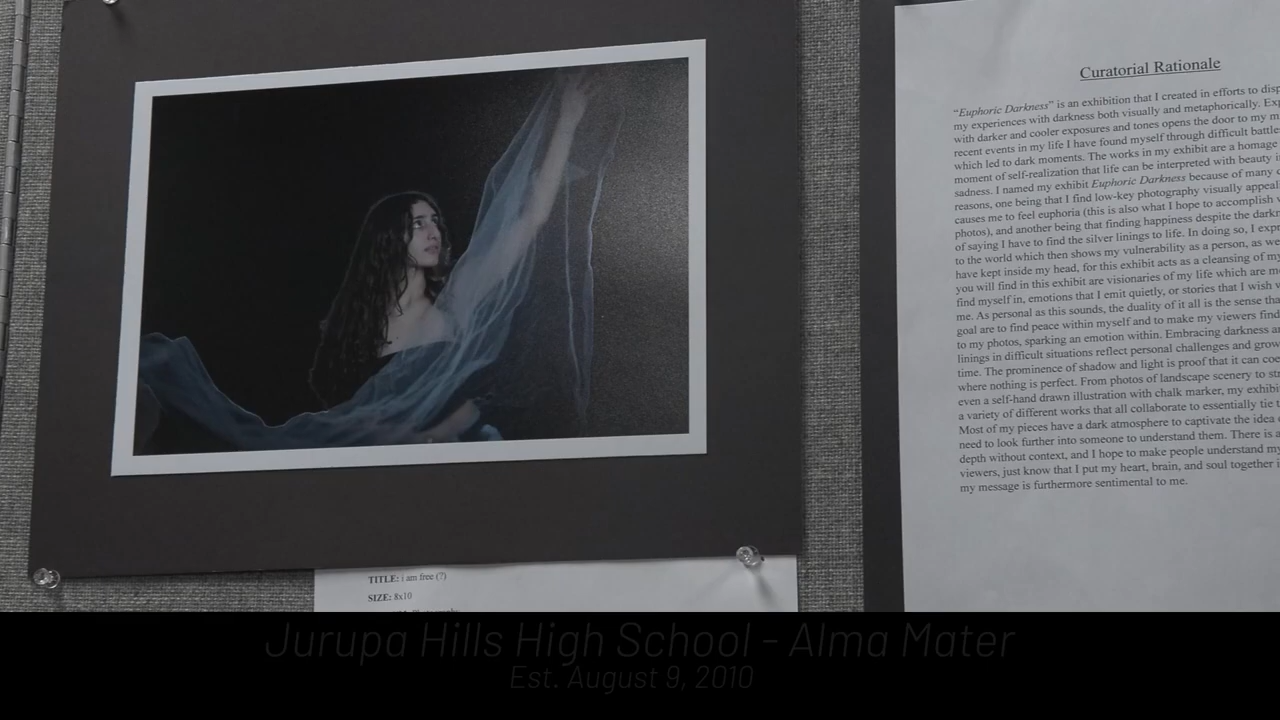 Curatorial Rationale
“Euphoric Darkness” is an exhibition that I created in efforts to disp
my experiences with darkness both visually and metaphorically. Ex
with darker and cooler exposures and tones opens the door to my m
recent events in my life I have found myself through difficult battle
which led to dark moments. The works in my exhibit are a homage
moment of self-realization that life can be interpreted with beauty
sadness. I named my exhibit Euphoric Darkness because of many
reasons, one being that I find low-key photography visually appeal
causes me to feel euphoria (this is also what I hope to accomplish
photos), and another being that finding happiness despite the dark
of saying I have to find the silver linings to life. In doing so, I exp
to the world which then shows my vulnerability as a person, as we
have kept inside my head, for this exhibit acts as a cleansing of my
you will find in this exhibit are visionaries of my life which are m
find myself in, emotions that I emit quietly, or stories that I wish
me. As personal as this sounds, the duality of it all is the sense tha
goal are to find peace within myself and to make my viewers find
to my photos, sparking an emotion within. Embracing darkness a
linings in difficult situations reflect personal challenges and grow
time. The prominence of shadow and light is proof that it can coe
where nothing is perfect. From photos of landscape scenery to str
even a self-hand drawn illustration with chalk marker, my exhibi
a variety of different works that all collaborate to essentially tie t
Most of my pieces have a dark atmosphere to captivate the idea
need to look further into someone to understand them. There is
depth without context, and I hope to make people understand my
viewers, just know that I put my heart, brain, and soul together
my message is furthermore sentimental to me.
TITLE: i am free (?)
SIZE: 8x10
Jurupa Hills High School - Alma Mater
Est. August 9, 2010